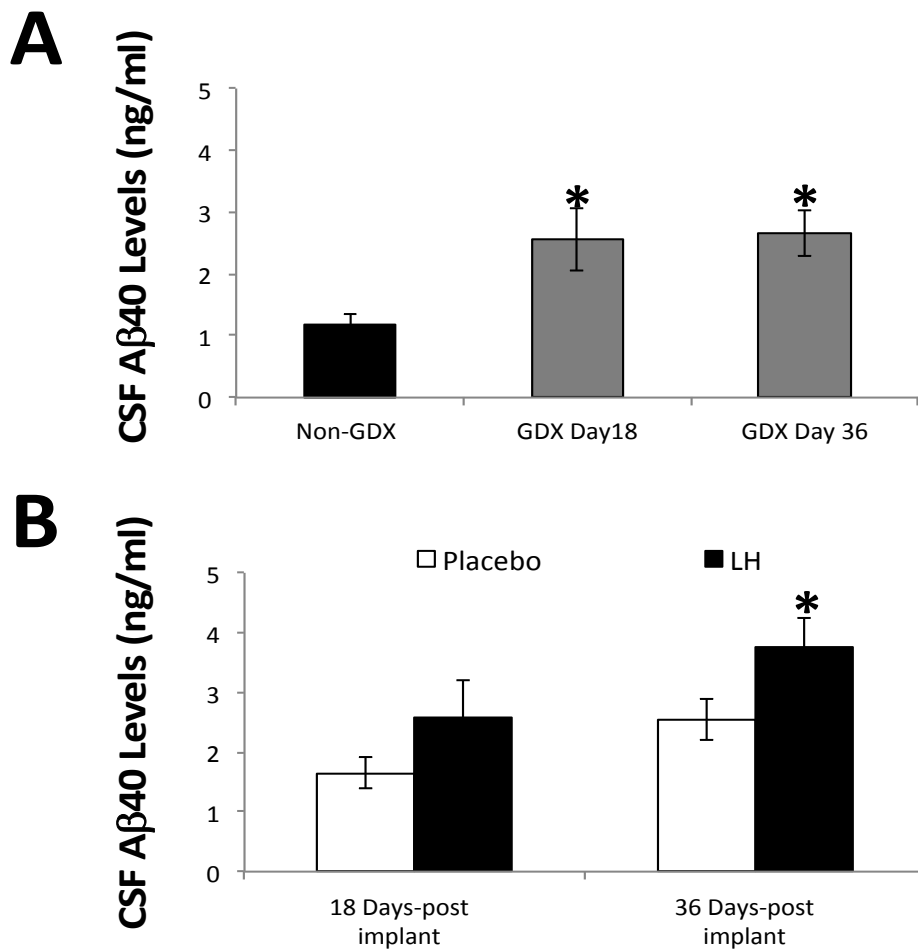 A
CSF Aβ40 Levels (ng/ml)
5
4
3
2
1
0
*
*
Non-GDX
GDX Day18
GDX Day 36
B
CSF Aβ40 Levels (ng/ml)
Placebo
LH
5
4
3
2
1
0
*
18 Days-post
implant
36 Days-post
implant